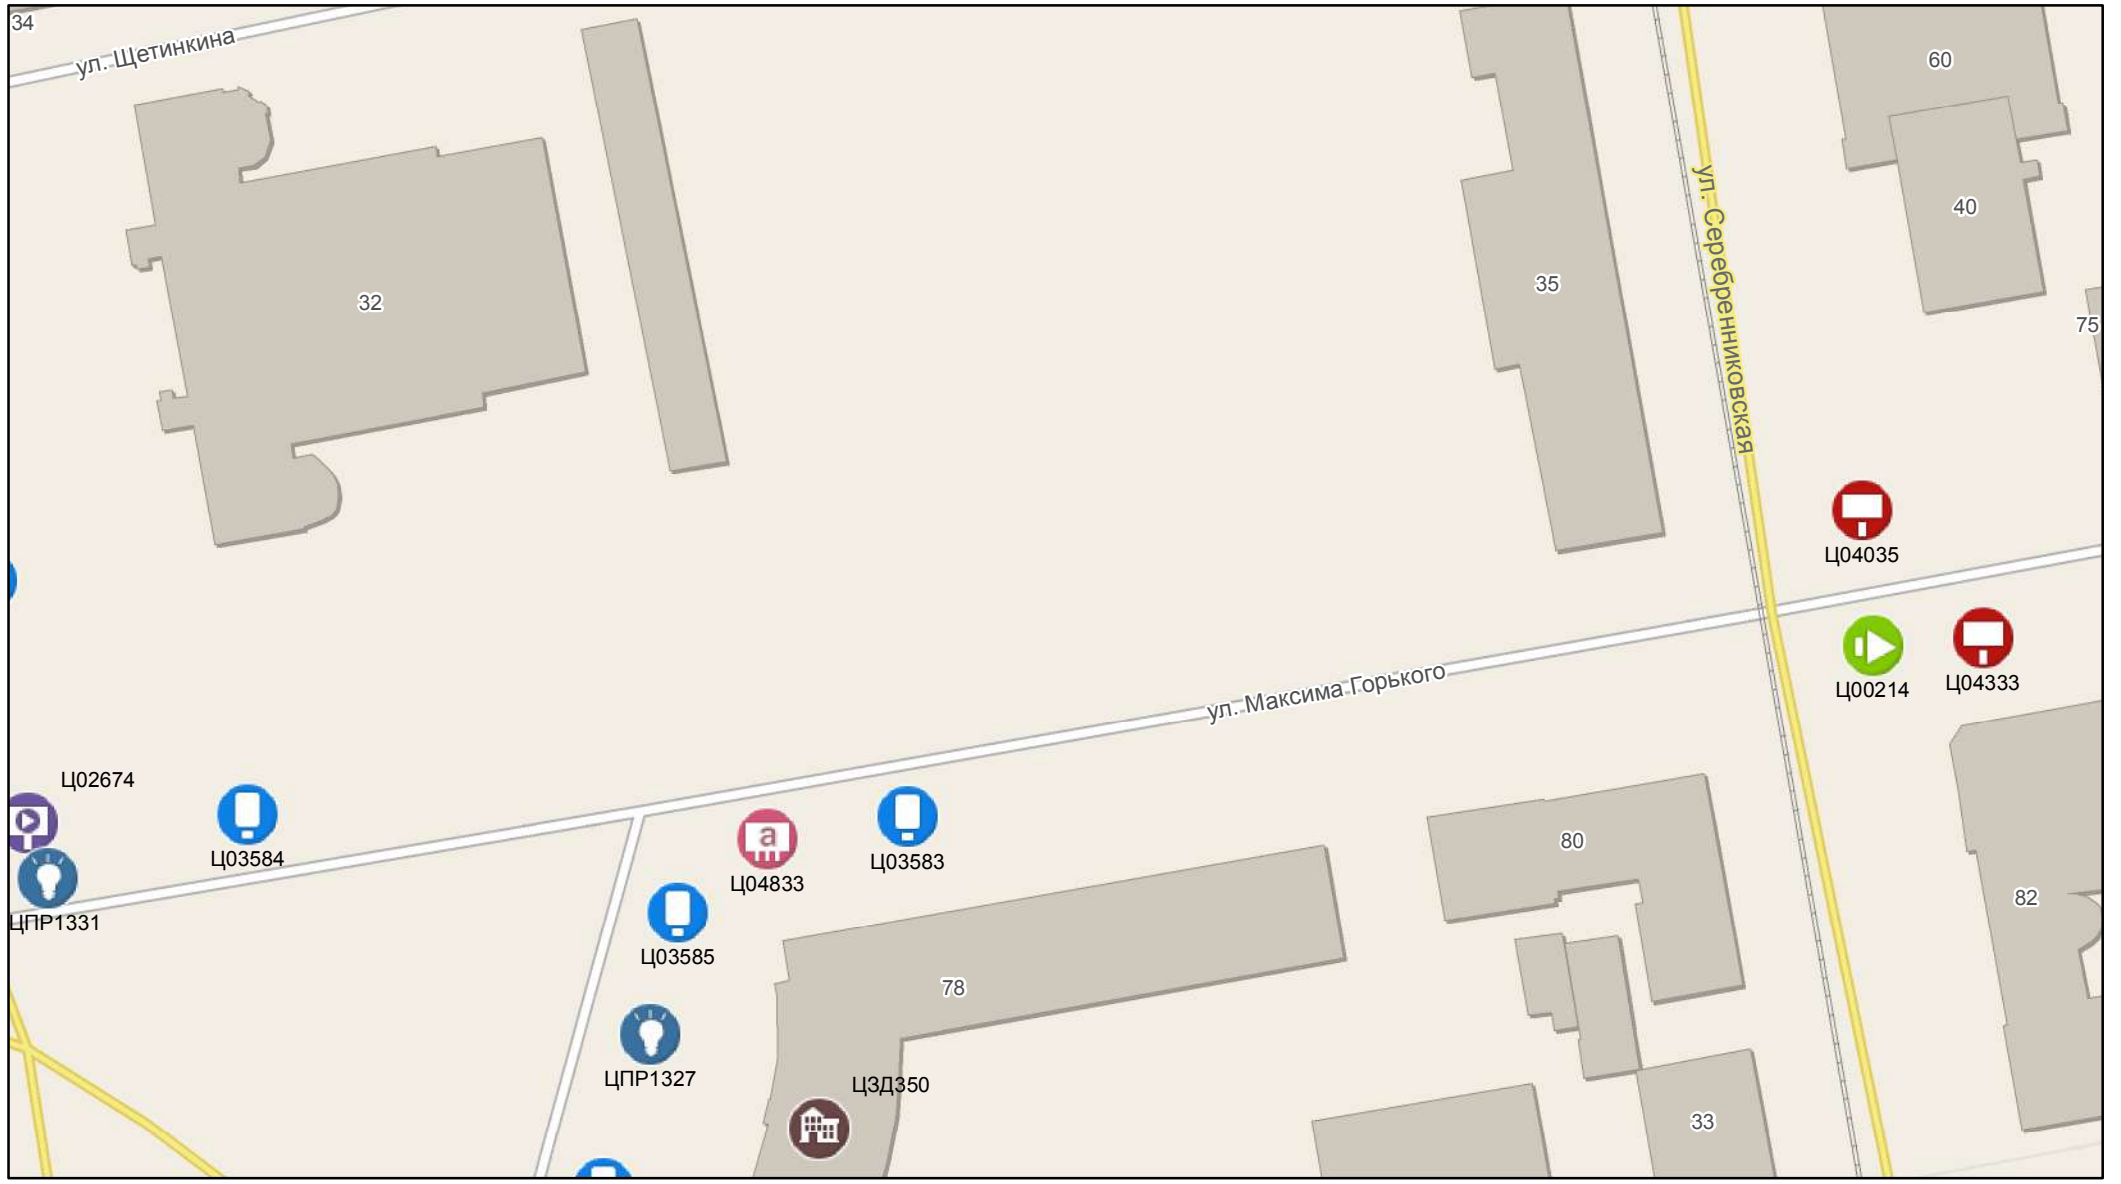 34
ул. Щетинкина
60
40
32
35
ул. Серебренниковская
75
Ц04035
ул. Максима Горького
Ц00214
Ц04333
Ц02674
Ц03584
ЦПР1331
a
Ц04833
Ц03583
80
82
Ц03585
78
ЦПР1327
ЦЗД350
33